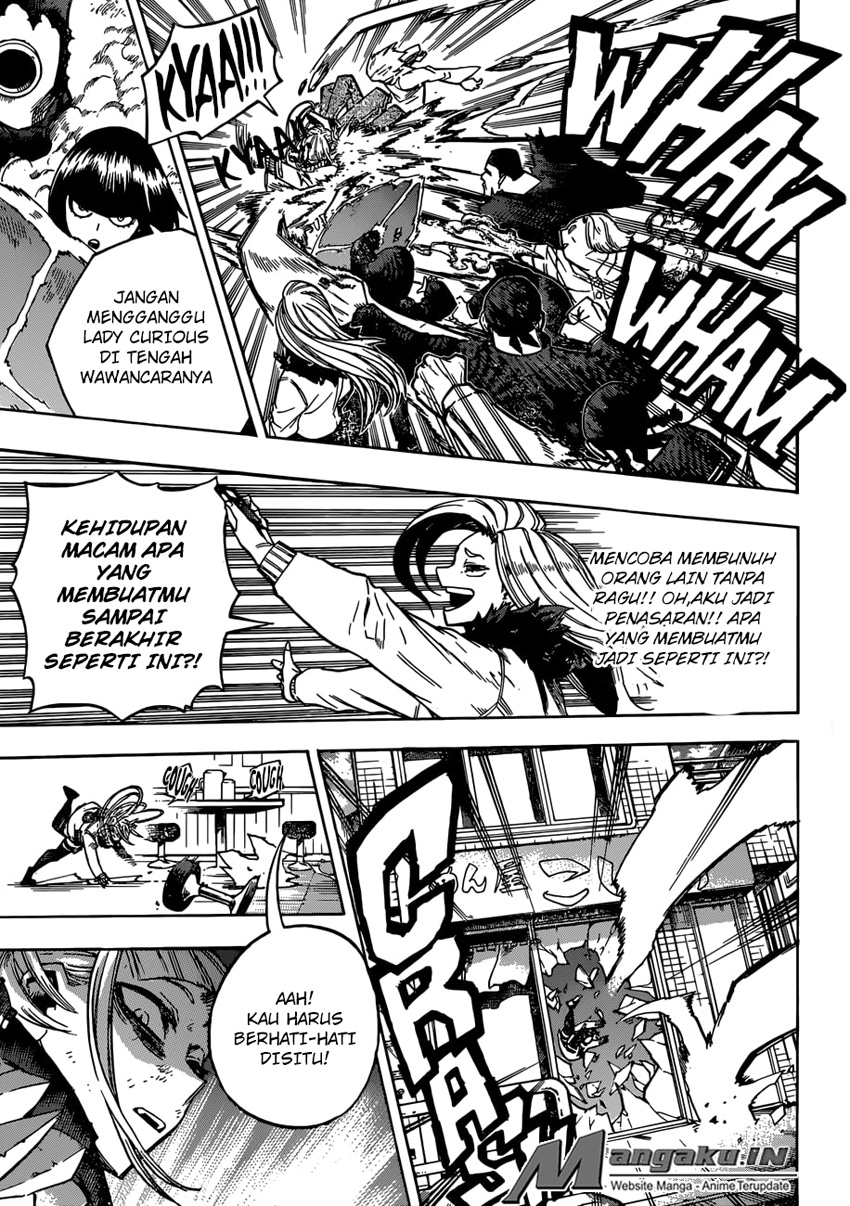 WHAM
WHAM
KYAA!!!
KYAA
JANGAN
MENGGANGGU
LADY CURIOUS
DI TENGAH
WAWANCARANYA
MENCOBA MEMBUNUH
ORANG LAIN TANPA
RAGU!! OH,AKU JADI
PENASARAN!! APA
YANG MEMBUATMU
JADI SEPERTI INI?!
KEHIDUPAN
MACAM APA
YANG
MEMBUATMU
SAMPAI
BERAKHIR
SEPERTI INI?!
CRASH
COUGH
COUGH
AAH!
KAU HARUS
BERHATI-HATI
DISITU!
Mangaku.IN
Website Manga - Anime Terupdate